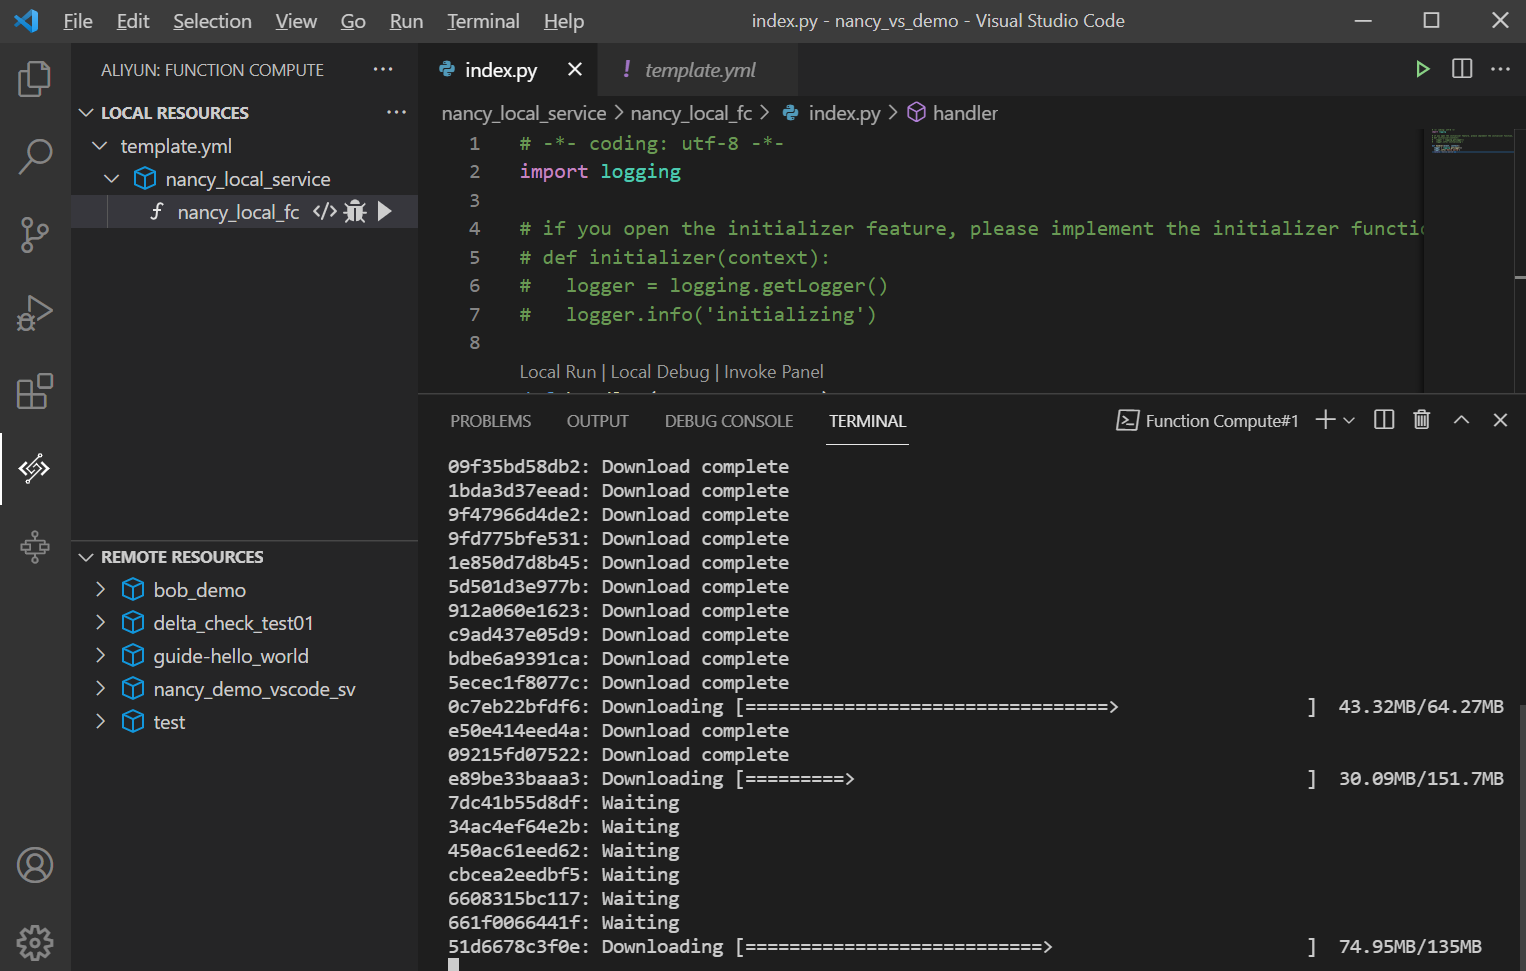 File Edit Selection View Go Run Terminal Help index.py - nancy_vs_demo - Visual Studio Code
ALIYUN: FUNCTION COMPUTE
LOCAL RESOURCES
template.yml
nancy_local_service
nancy_local_fc
REMOTE RESOURCES
bob_demo
delta_check_test01
guide-hello_world
nancy_demo_vscode_sv
test
index.py
! template.yml
nancy_local_service > nancy_local_fc > index.py > handler
1 # -*- coding: utf-8 -*-
2 import logging
3
4 # if you open the initializer feature, please implement the initializer functi
5 # def initializer(context):
6 #   logger = logging.getLogger()
7 #   logger.info('initializing')
8
Local Run | Local Debug | Invoke Panel
PROBLEMS OUTPUT DEBUG CONSOLE TERMINAL Function Compute#1
09f35bd58db2: Download complete
1bda3d37eead: Download complete
9f47966d4de2: Download complete
9fd775bfe531: Download complete
1e850d7d8b45: Download complete
5d501d3e977b: Download complete
912a060e1623: Download complete
c9ad437e05d9: Download complete
bdbe6a9391ca: Download complete
5ecec1f8077c: Download complete
0c7eb22bfdf6: Downloading [=================================>                 ]  43.32MB/64.27MB
e50e414eed4a: Download complete
09215fd07522: Download complete
e89be33baaa3: Downloading [=========>                                         ]  30.09MB/151.7MB
7dc41b55d8df: Waiting
34ac4ef64e2b: Waiting
450ac61eed62: Waiting
cbcea2eedbf5: Waiting
6608315bc117: Waiting
661f0066441f: Waiting
51d6678c3f0e: Downloading [===========================>                       ]  74.95MB/135MB